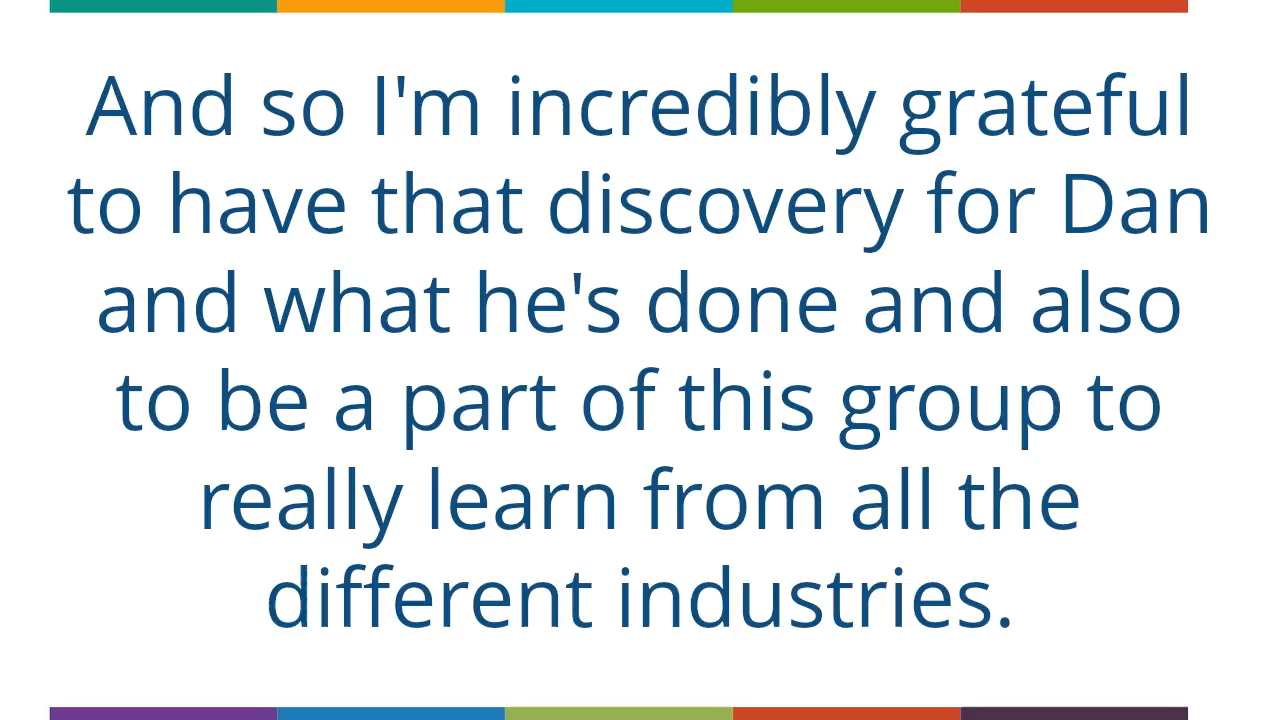 And so I'm incredibly grateful
to have that discovery for Dan
and what he's done and also
to be a part of this group to
really learn from all the
different industries.